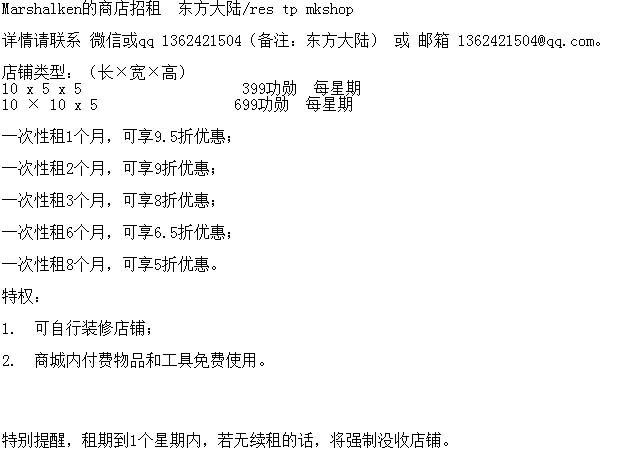 Marshalken的商店招租  东方大陆/res tp mkshop
详情请联系 微信或qq 1362421504（备注：东方大陆） 或 邮箱 1362421504@qq.com。
店铺类型：（长×宽×高）
10 x 5 x 5                    399功勋  每星期
10 × 10 x 5                 699功勋  每星期
一次性租1个月，可享9.5折优惠；
一次性租2个月，可享9折优惠；
一次性租3个月，可享8折优惠；
一次性租6个月，可享6.5折优惠；
一次性租8个月，可享5折优惠。
特权：
1.  可自行装修店铺；
2.  商城内付费物品和工具免费使用。
特别提醒，租期到1个星期内，若无续租的话，将强制没收店铺。